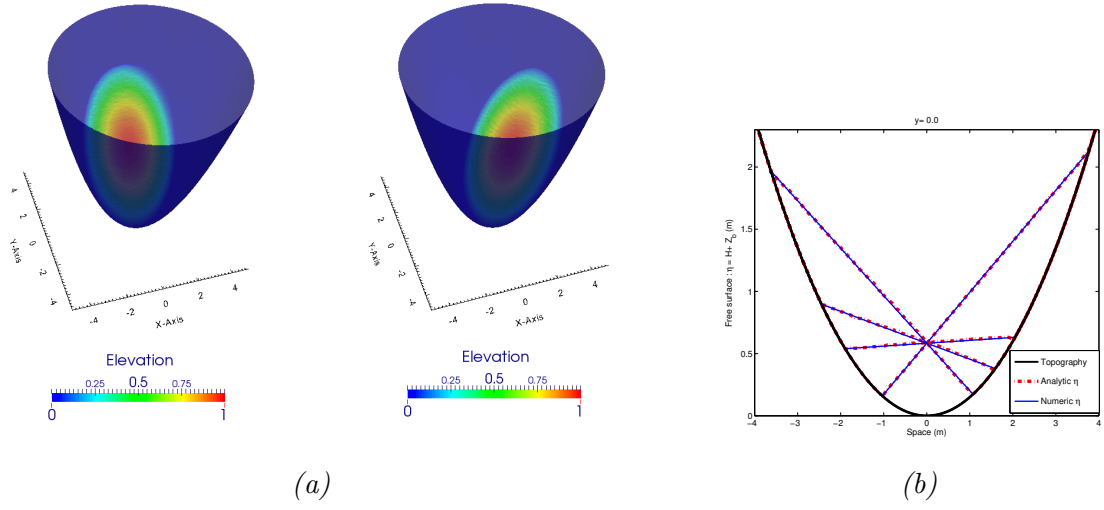 4
2
0
-2
-4
Y-Axis
-4
-2
0
2
4
X-Axis
Elevation
0 0.25 0.5 0.75 1
4
2
0
-2
-4
Y-Axis
-4
-2
0
2
4
X-Axis
Elevation
0 0.25 0.5 0.75 1
(a)
y= 0.0
Free surface : η = H+ Z_b (m)
2
1.5
1
0.5
0
−4 −3 −2 −1 0 1 2 3 4
Space (m)
Topography
Analytic η
Numeric η
(b)